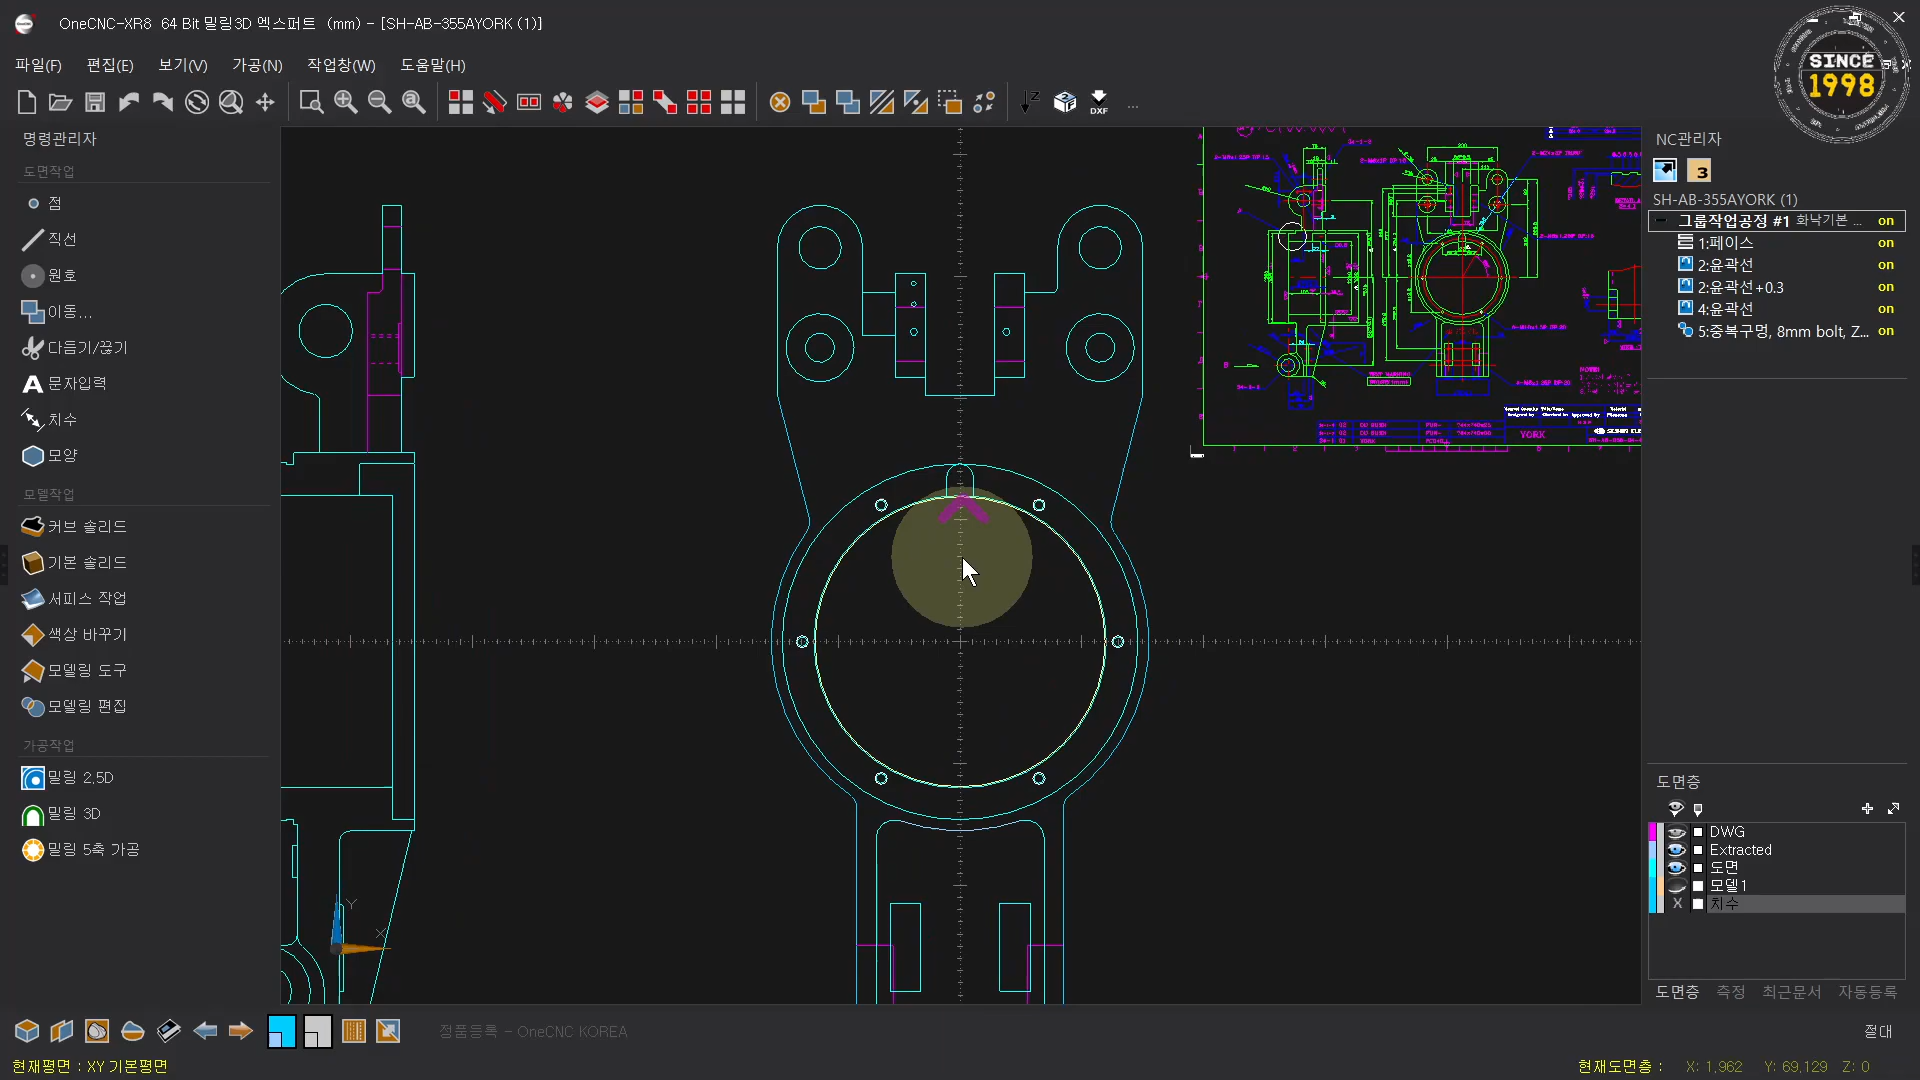 OneCNC-XR8 64 Bit 밀링3D 엑스퍼트 (mm) - [SH-AB-355AYORK (1)]
파일(F) 편집(E) 보기(V) 가공(N) 작업창(W) 도움말(H)
SINCE
1998
DXF
...
명령관리자
도면작업
점
직선
원호
이동...
다듬기/끊기
문자입력
치수
모양
모델작업
커브 솔리드
기본 솔리드
서피스 작업
색상 바꾸기
모델링 도구
모델링 편집
가공작업
밀링 2.5D
밀링 3D
밀링 5축 가공
Y
X
YORK
NC관리자
3
SH-AB-355AYORK (1)
그룹작업공정 #1 화낙기본 ... on
1:페이스 on
2:윤곽선 on
2:윤곽선+0.3 on
4:윤곽선 on
5:중복구멍, 8mm bolt, Z... on
도면층
DWG
Extracted
도면
모델1
X 치수
도면층 측정 최근문서 자동등록
정품등록 - OneCNC KOREA
절대
현재평면 : XY 기본평면
현재도면층 : X: 1,962 Y: 69,129 Z: 0